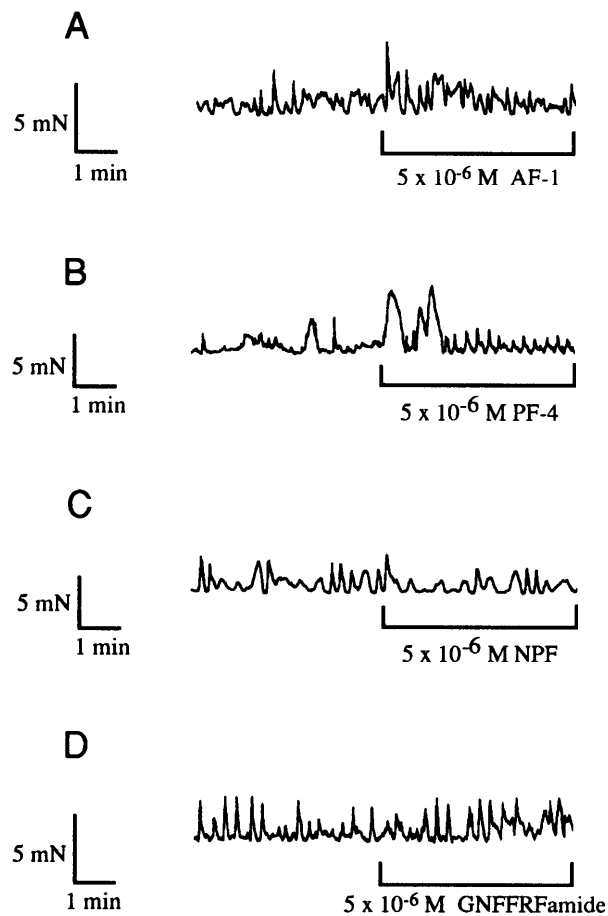 A
5 mN
1 min
5 x 10-6 M AF-1
B
5 mN
1 min
5 x 10-6 M PF-4
C
5 mN
1 min
5 x 10-6 M NPF
D
5 mN
1 min
5 x 10-6 M GNFFRFamide